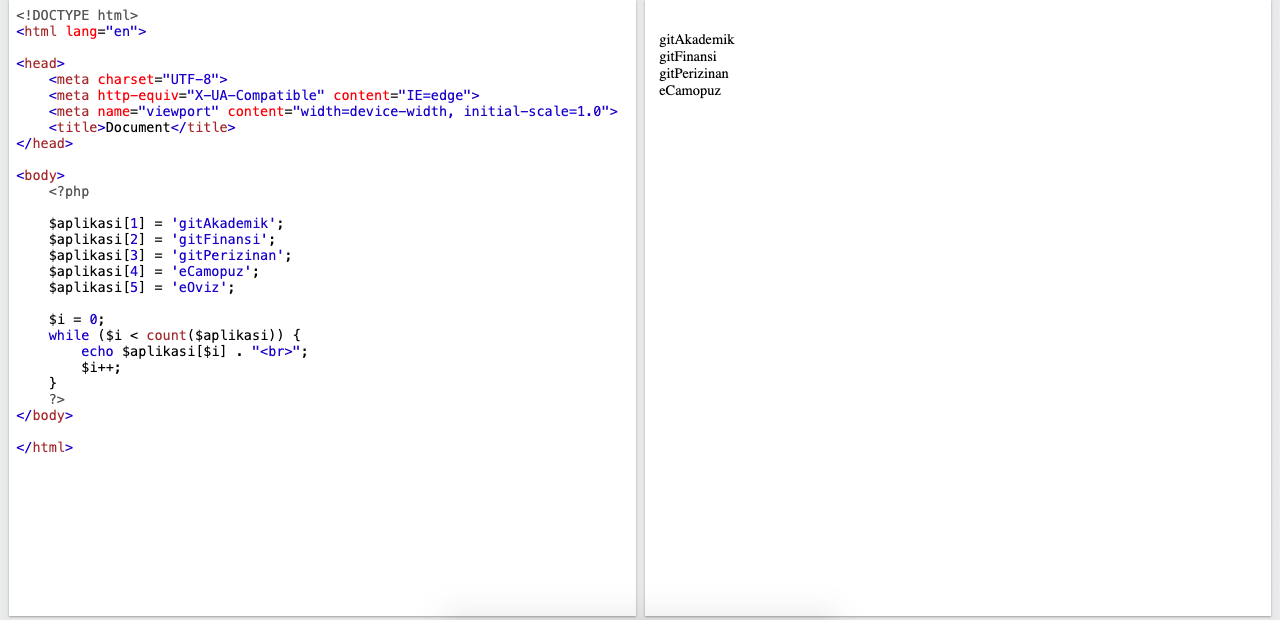 <!DOCTYPE html>
<html lang="en">
<head>
<meta charset="UTF-8">
<meta http-equiv="X-UA-Compatible" content="IE=edge">
<meta name="viewport" content="width=device-width, initial-scale=1.0">
<title>Document</title>
</head>
<body>
<?php
$aplikasi[1] = 'gitAkademik';
$aplikasi[2] = 'gitFinansi';
$aplikasi[3] = 'gitPerizinan';
$aplikasi[4] = 'eCamopuz';
$aplikasi[5] = 'eOviz';
$i = 0;
while ($i < count($aplikasi)) {
echo $aplikasi[$i] . "<br>";
$i++;
}
?>
</body>
</html>
gitAkademik
gitFinansi
gitPerizinan
eCamopuz